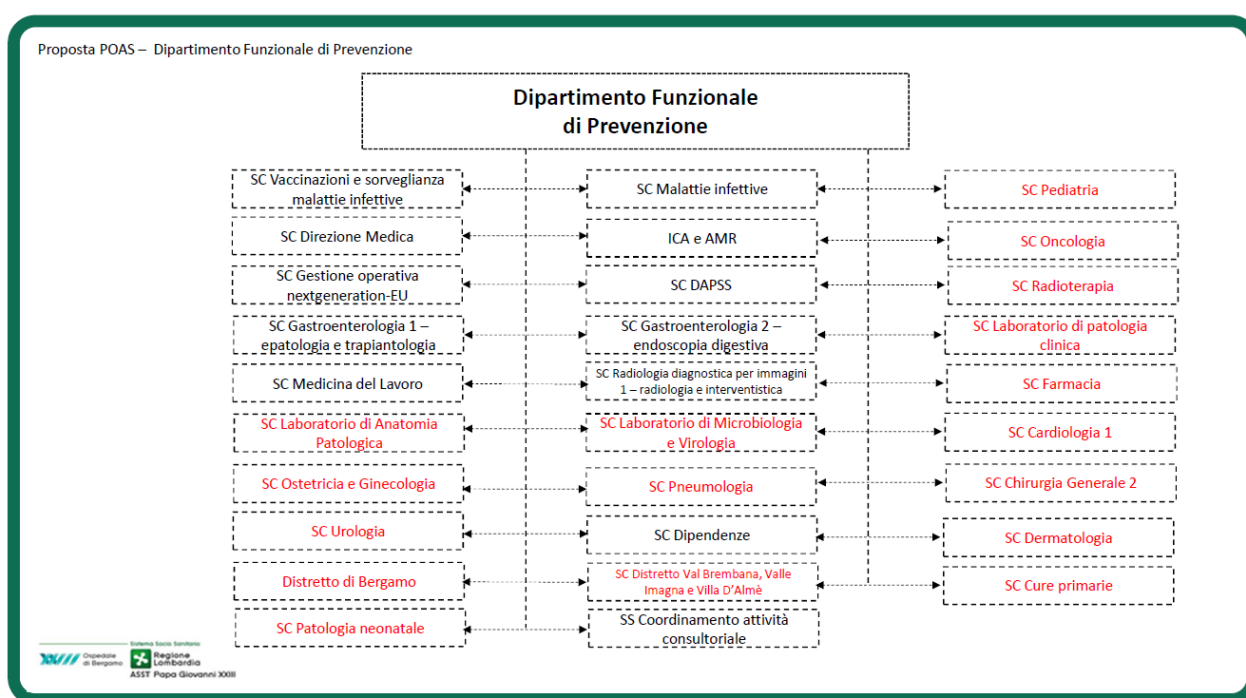 Proposta POAS – Dipartimento Funzionale di Prevenzione
Dipartimento Funzionale
di Prevenzione
SC Vaccinazioni e sorveglianza
malattie infettive
SC Malattie infettive
SC Pediatria
SC Direzione Medica
ICA e AMR
SC Oncologia
SC Gestione operativa
nextgeneration-EU
SC DAPSS
SC Radioterapia
SC Gastroenterologia 1 –
epatologia e trapiantologia
SC Gastroenterologia 2 –
endoscopia digestiva
SC Laboratorio di patologia
clinica
SC Medicina del Lavoro
SC Radiologia diagnostica per immagini
1 – radiologia e interventistica
SC Farmacia
SC Laboratorio di Anatomia
Patologica
SC Laboratorio di Microbiologia
e Virologia
SC Cardiologia 1
SC Ostetricia e Ginecologia
SC Pneumologia
SC Chirurgia Generale 2
SC Urologia
SC Dipendenze
SC Dermatologia
Distretto di Bergamo
SC Distretto Val Brembana, Valle
Imagna e Villa D'Almè
SC Cure primarie
SC Patologia neonatale
SS Coordinamento attività
consultoriale
Sistema Socio Sanitario
XXIII Ospedale
di Bergamo
Regione
Lombardia
ASST Papa Giovanni XXIII